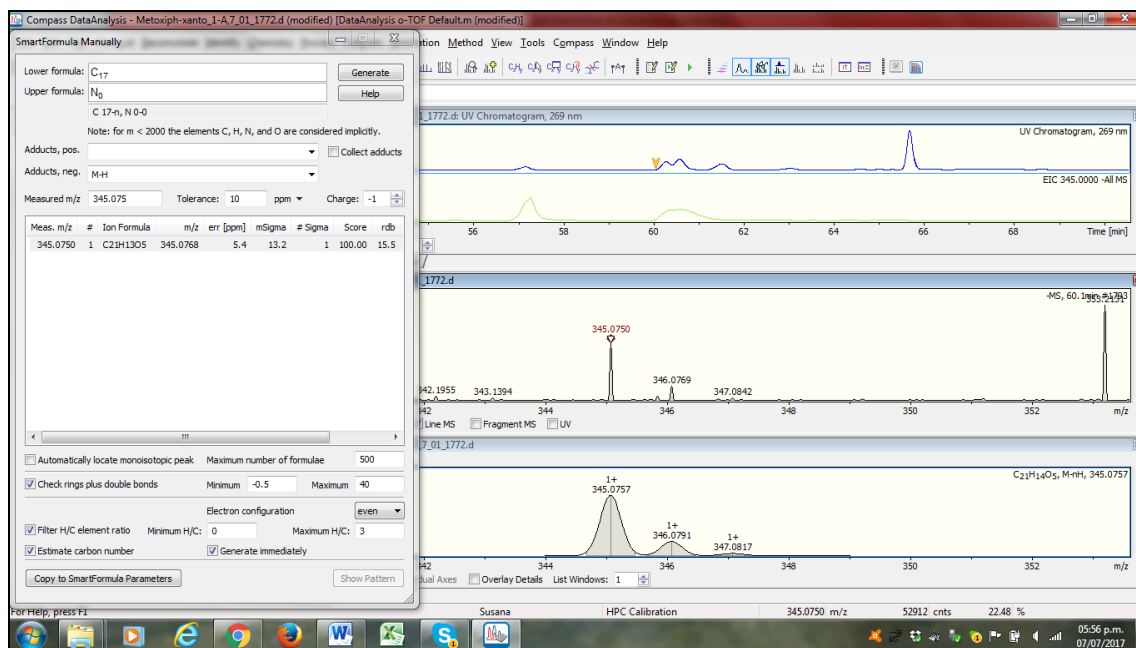 Compass DataAnalysis - Metoxiph-xanto_1-A,7_01_1772.d (modified) [DataAnalysis o-TOF Default.m (modified)]
SmartFormula Manually
Method View Tools Compass Window Help
Lower formula: C17 Generate
Upper formula: N0 Help
C 17-n, N 0-0
Note: for m < 2000 the elements C, H, N, and O are considered implicitly.
Adducts, pos. Collect adducts
Adducts, neg. M-H
Measured m/z 345.075 Tolerance: 10 ppm Charge: -1
Meas. m/z # Ion Formula m/z err [ppm] mSigma # Sigma Score rdb
345.0750 1 C21H13O5 345.0768 5.4 13.2 1 100.00 15.5
Automatically locate monoisotopic peak Maximum number of formulae 500
Check rings plus double bonds Minimum -0.5 Maximum 40
Electron configuration even
Filter H/C element ratio Minimum H/C: 0 Maximum H/C: 3
Estimate carbon number Generate immediately
Copy to SmartFormula Parameters Show Pattern
1_1772.d: UV Chromatogram, 269 nm
UV Chromatogram, 269 nm
EIC 345.0000 -All MS
56 58 60 62 64 66 68 Time [min]
_1772.d
-MS, 60.1min
345.0750
342.1955 343.1394 346.0769 347.0842
342 344 346 348 350 352 m/z
Line MS Fragment MS UV
,7_01_1772.d
C21H14O5, M-nH, 345.0757
1+
345.0757
1+
346.0791
1+
347.0817
342 344 346 348 350 352 m/z
dual Axes Overlay Details List Windows: 1
For Help, press F1 Susana HPC Calibration 345.0750 m/z 52912 cnts 22.48 %
05:56 p.m.
07/07/2017